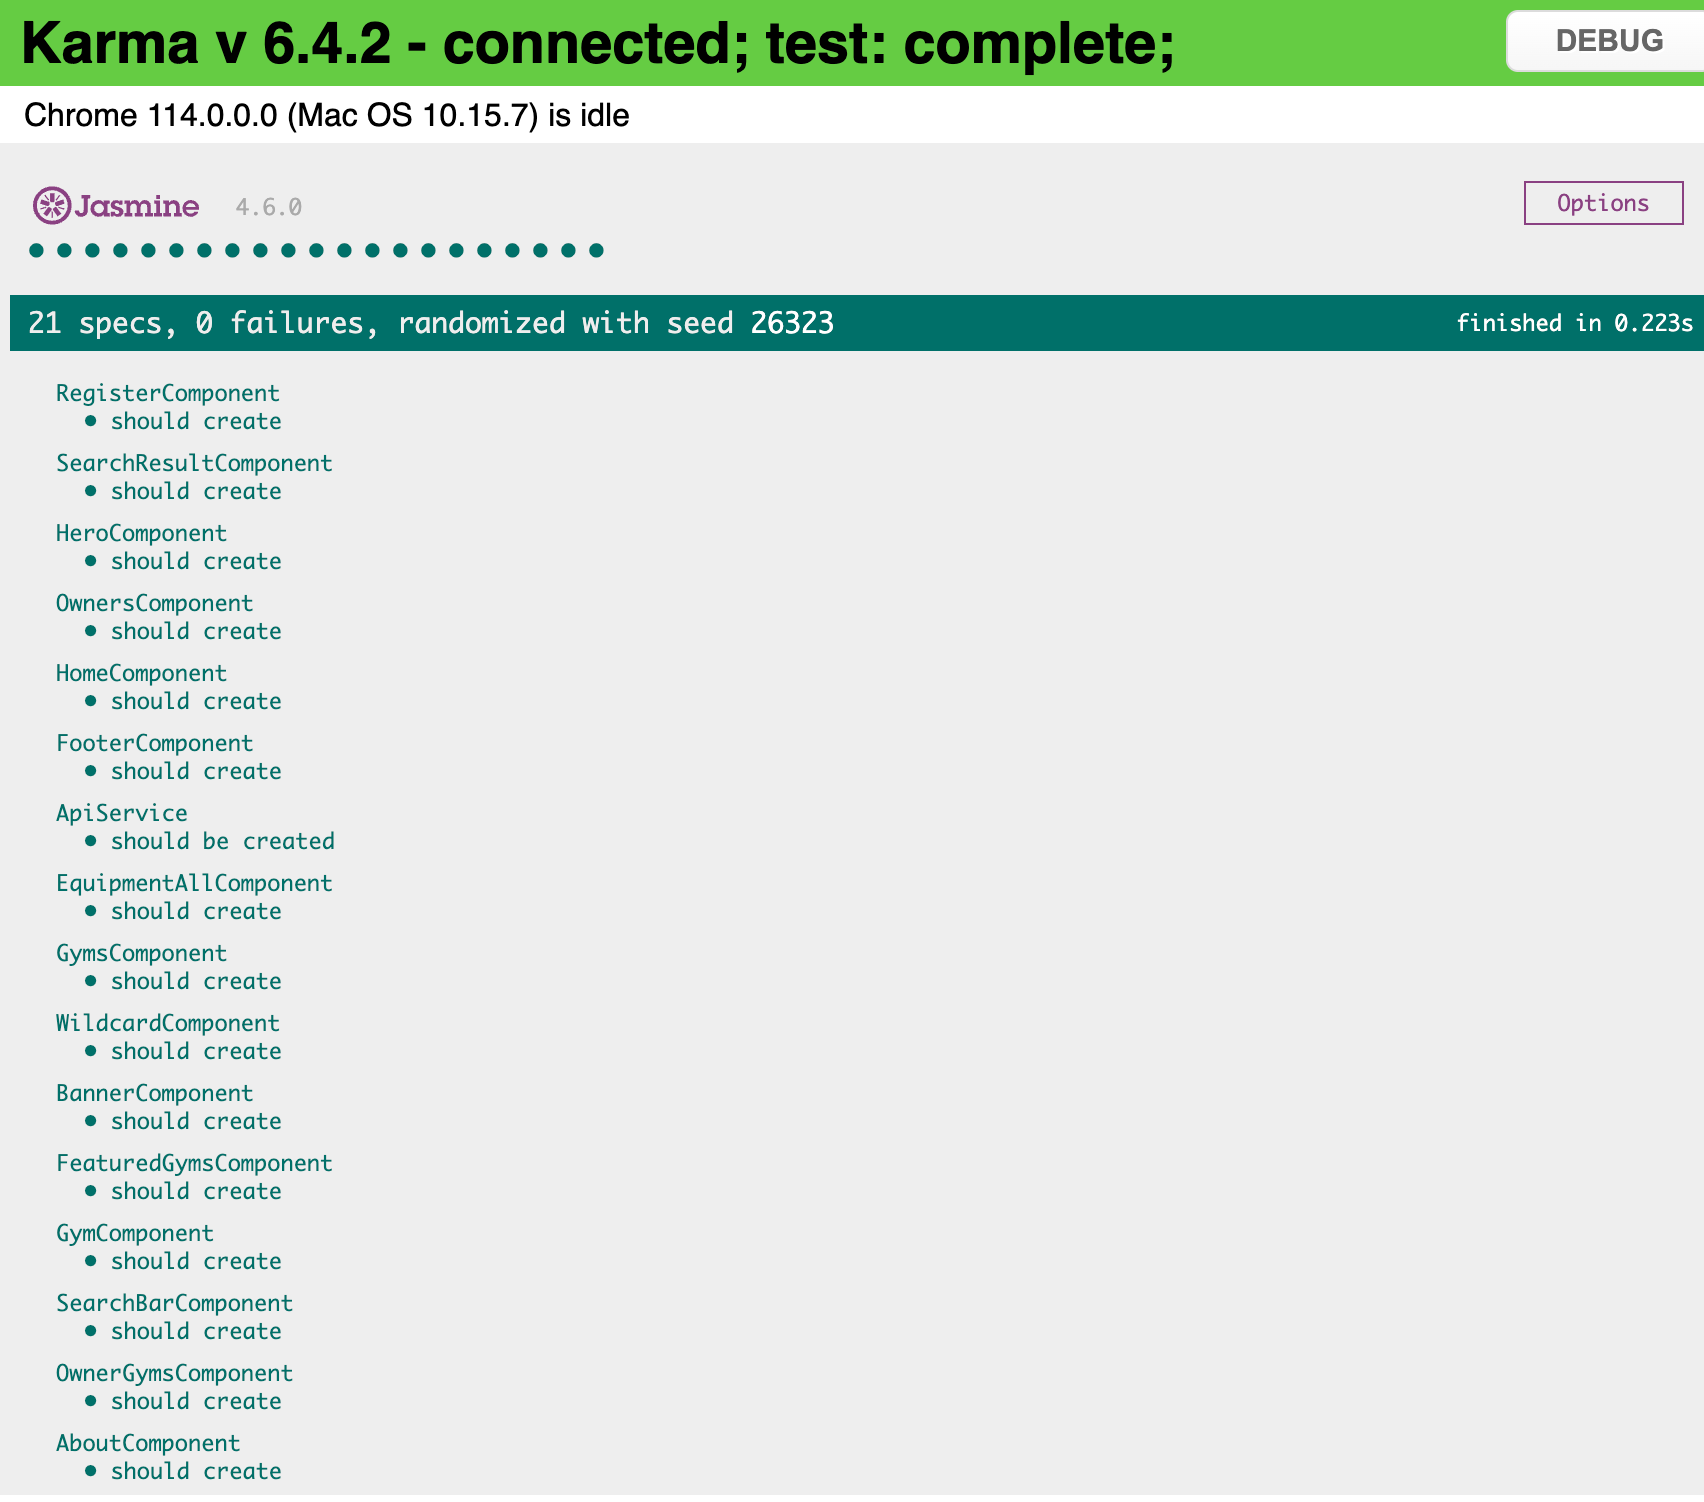 Karma v 6.4.2 - connected; test: complete;
DEBUG
Chrome 114.0.0.0 (Mac OS 10.15.7) is idle
Jasmine 4.6.0
Options
21 specs, 0 failures, randomized with seed 26323
finished in 0.223s
RegisterComponent
• should create
SearchResultComponent
• should create
HeroComponent
• should create
OwnersComponent
• should create
HomeComponent
• should create
FooterComponent
• should create
ApiService
• should be created
EquipmentAllComponent
• should create
GymsComponent
• should create
WildcardComponent
• should create
BannerComponent
• should create
FeaturedGymsComponent
• should create
GymComponent
• should create
SearchBarComponent
• should create
OwnerGymsComponent
• should create
AboutComponent
• should create